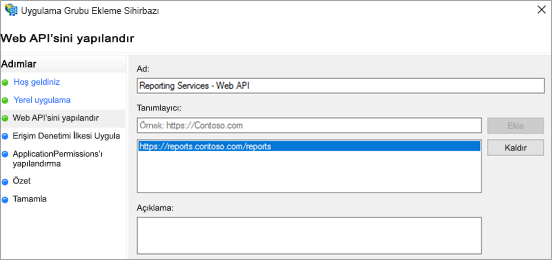 Uygulama Grubu Ekleme Sihirbazı
Web API'sini yapılandır
Adımlar
Hoş geldiniz
Yerel uygulama
Web API'sini yapılandır
Erişim Denetimi İlkesi Uygula
ApplicationPermissions'ı
yapılandırma
Özet
Tamamla
Ad:
Reporting Services - Web API
Tanımlayıcı:
Örnek: https://Contoso.com
Ekle
https://reports.contoso.com/reports
Kaldır
Açıklama: